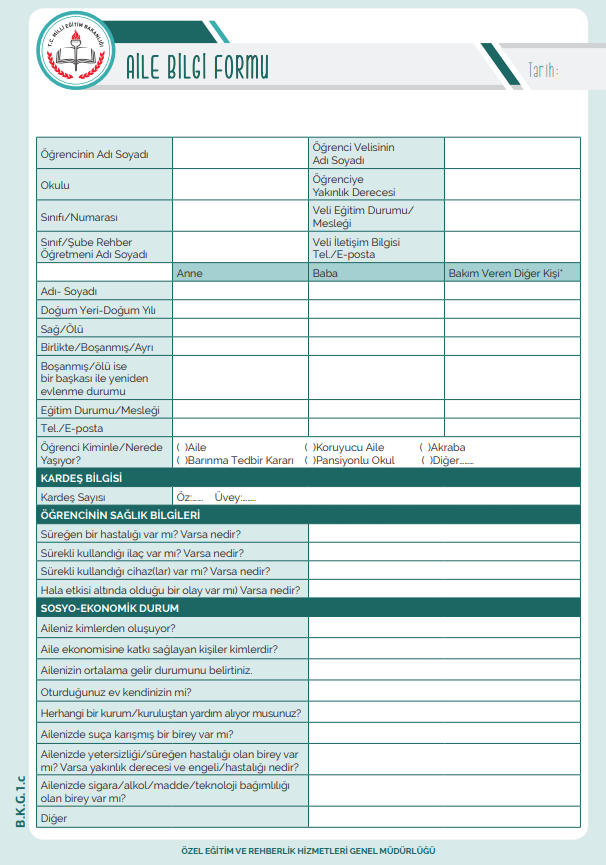 T.C. MİLLÎ EĞİTİM BAKANLIĞI
AİLE BİLGİ FORMU
Tarih:
Öğrencinin Adı Soyadı
Öğrenci Velisinin
Adı Soyadı
Okulu
Öğrenciye
Yakınlık Derecesi
Sınıfı/Numarası
Veli Eğitim Durumu/
Mesleği
Sınıf/Şube Rehber
Öğretmeni Adı Soyadı
Veli İletişim Bilgisi
Tel./E-posta
Anne Baba Bakım Veren Diğer Kişi*
Adı- Soyadı
Doğum Yeri-Doğum Yılı
Sağ/Ölü
Birlikte/Boşanmış/Ayrı
Boşanmış/ölü ise
bir başkası ile yeniden
evlenme durumu
Eğitim Durumu/Mesleği
Tel./E-posta
Öğrenci Kiminle/Nerede
Yaşıyor?
( )Aile ( )Koruyucu Aile ( )Akraba
( )Barınma Tedbir Kararı ( )Pansiyonlu Okul ( )Diğer........
KARDEŞ BİLGİSİ
Kardeş Sayısı Öz:...... Üvey:.......
ÖĞRENCİNİN SAĞLIK BİLGİLERİ
Süreğen bir hastalığı var mı? Varsa nedir?
Sürekli kullandığı ilaç var mı? Varsa nedir?
Sürekli kullandığı cihaz(lar) var mı? Varsa nedir?
Hala etkisi altında olduğu bir olay var mı) Varsa nedir?
SOSYO-EKONOMİK DURUM
Aileniz kimlerden oluşuyor?
Aile ekonomisine katkı sağlayan kişiler kimlerdir?
Ailenizin ortalama gelir durumunu belirtiniz.
Oturduğunuz ev kendinizin mi?
Herhangi bir kurum/kuruluştan yardım alıyor musunuz?
Ailenizde suça karışmış bir birey var mı?
Ailenizde yetersizliği/süreğen hastalığı olan birey var
mı? Varsa yakınlık derecesi ve engeli/hastalığı nedir?
Ailenizde sigara/alkol/madde/teknoloji bağımlılığı
olan birey var mı?
Diğer
B.K.G.1.c
ÖZEL EĞİTİM VE REHBERLİK HİZMETLERİ GENEL MÜDÜRLÜĞÜ